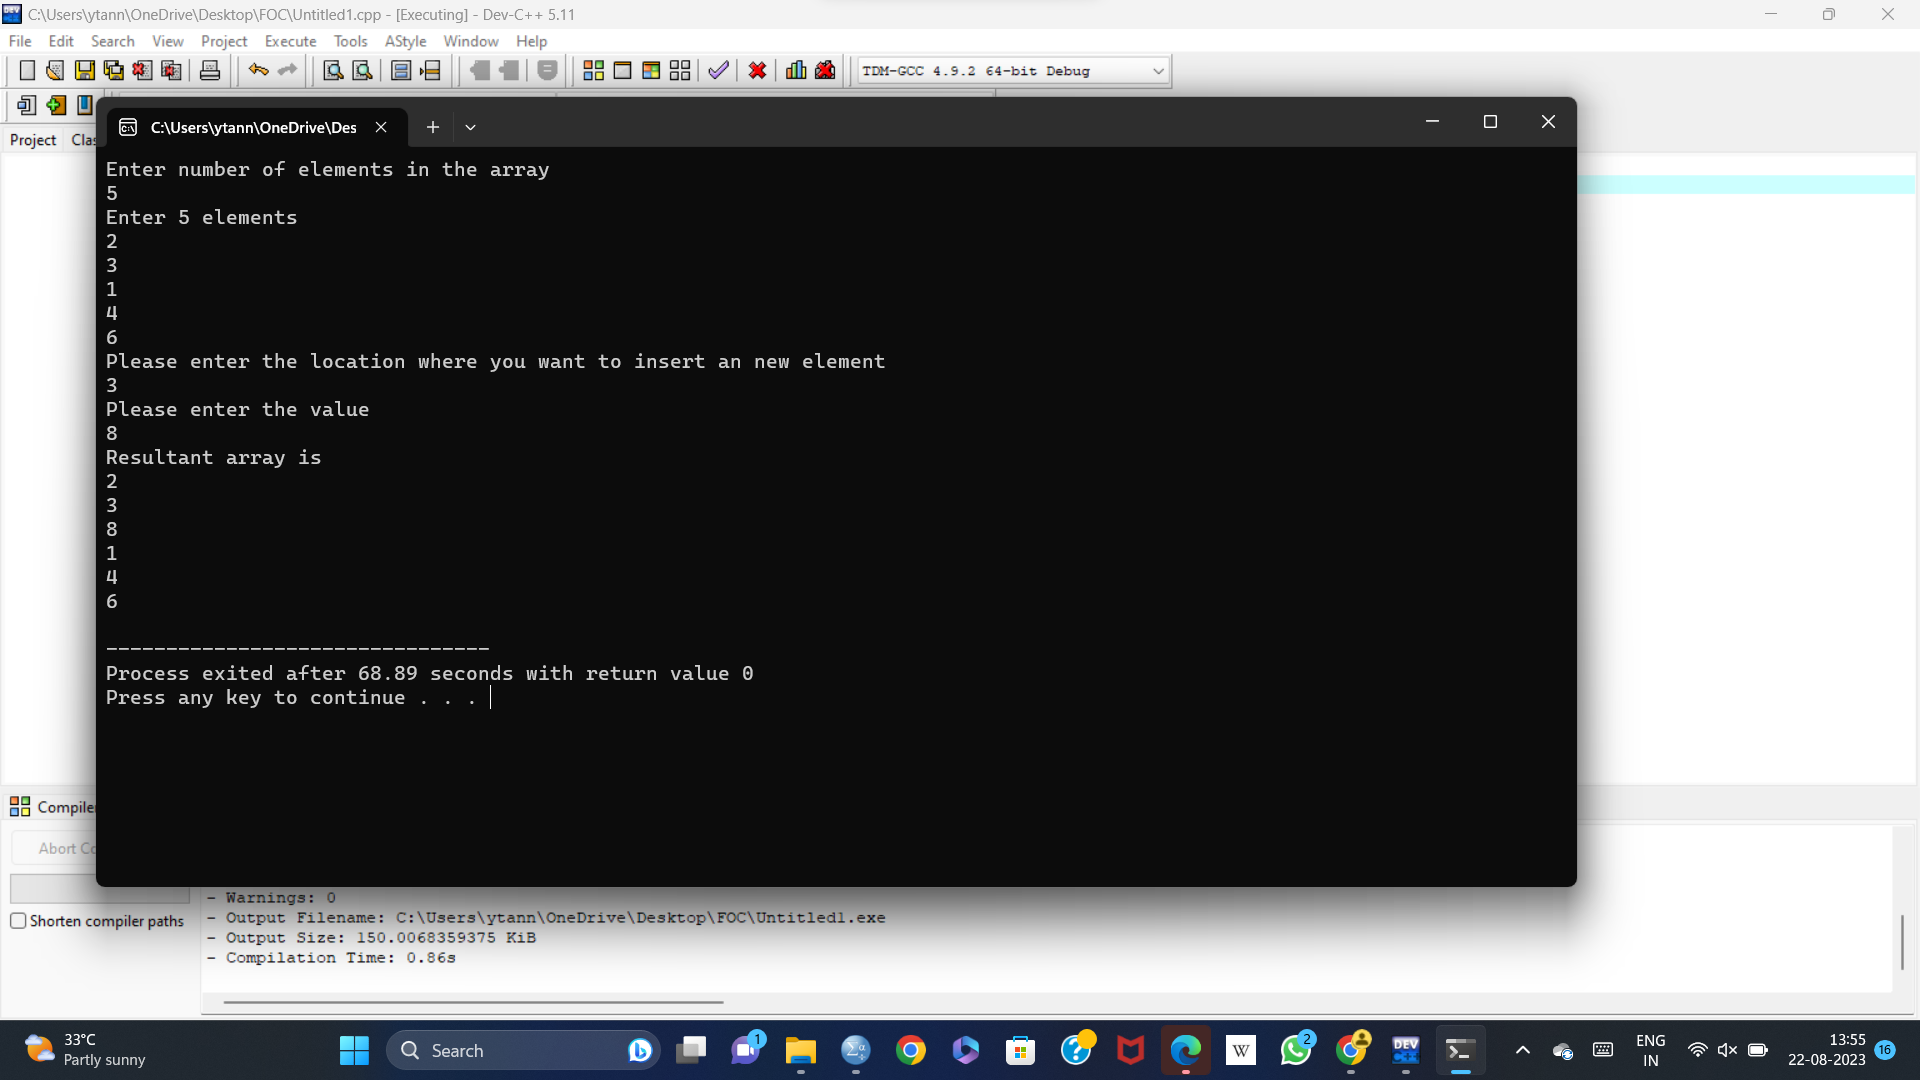 C:\Users\ytann\OneDrive\Desktop\FOC\Untitled1.cpp - [Executing] - Dev-C++ 5.11
File Edit Search View Project Execute Tools AStyle Window Help
TDM-GCC 4.9.2 64-bit Debug
C:\Users\ytann\OneDrive\Des
Project
Enter number of elements in the array
5
Enter 5 elements
2
3
1
4
6
Please enter the location where you want to insert an new element
3
Please enter the value
8
Resultant array is
2
3
8
1
4
6
--------------------------------
Process exited after 68.89 seconds with return value 0
Press any key to continue . . .
Compiler
Abort
Shorten compiler paths
- Warnings: 0
- Output Filename: C:\Users\ytann\OneDrive\Desktop\FOC\Untitled1.exe
- Output Size: 150.0068359375 KiB
- Compilation Time: 0.86s
33°C
Partly sunny
Search
1
W
2
DEV
ENG
IN
13:55
22-08-2023
16